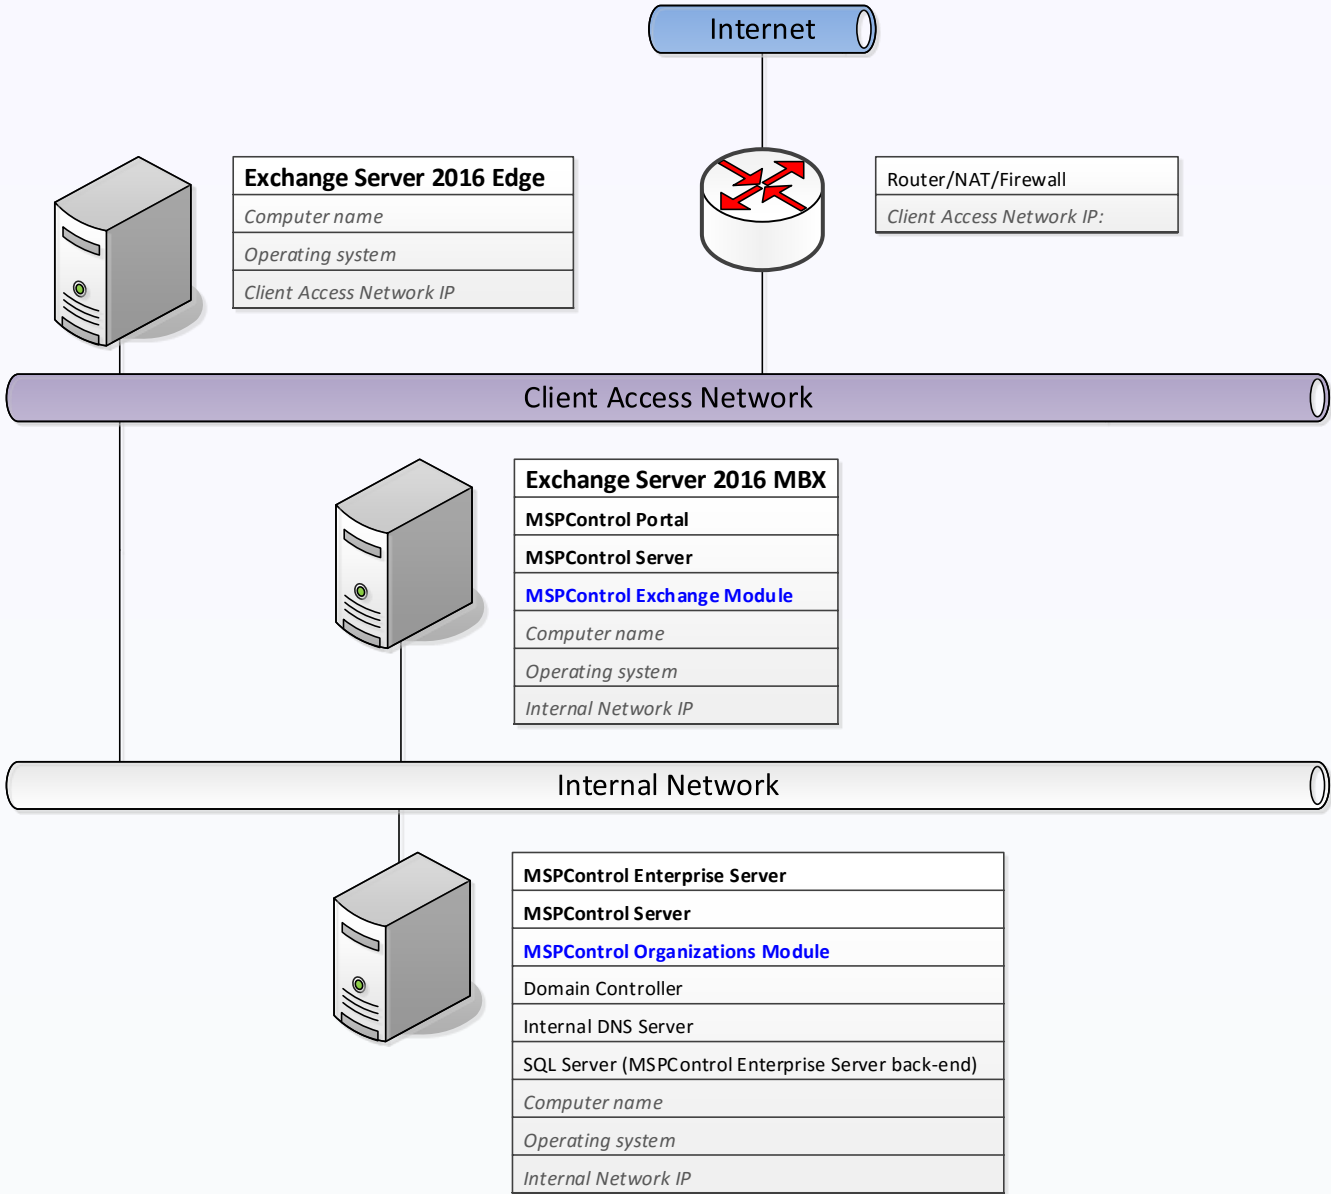 Internet
Exchange Server 2016 Edge
Computer name
Operating system
Client Access Network IP
Router/NAT/Firewall
Client Access Network IP:
Client Access Network
Exchange Server 2016 MBX
MSPControl Portal
MSPControl Server
MSPControl Exchange Module
Computer name
Operating system
Internal Network IP
Internal Network
MSPControl Enterprise Server
MSPControl Server
MSPControl Organizations Module
Domain Controller
Internal DNS Server
SQL Server (MSPControl Enterprise Server back-end)
Computer name
Operating system
Internal Network IP